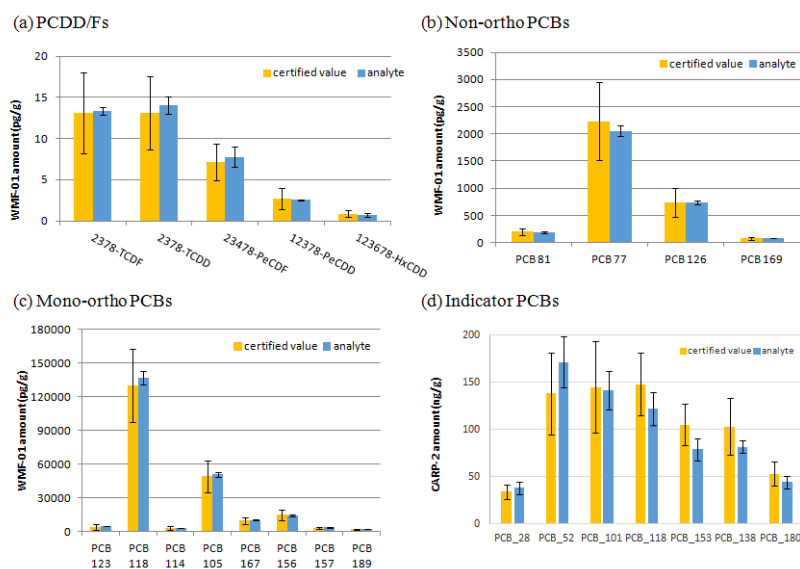 (a) PCDD/Fs
WMF-01 amount(pg/g)
20
15
10
5
0
certified value
analyte
2378-TCDF
2378-TCDD
23478-PeCDF
12378-PeCDD
123678-HxCDD
(b) Non-ortho PCBs
WMF-01 amount(pg/g)
3500
3000
2500
2000
1500
1000
500
0
certified value
analyte
PCB 81
PCB 77
PCB 126
PCB 169
(c) Mono-ortho PCBs
WMF-01 amount(pg/g)
180000
150000
120000
90000
60000
30000
0
certified value
analyte
PCB 123
PCB 118
PCB 114
PCB 105
PCB 167
PCB 156
PCB 157
PCB 189
(d) Indicator PCBs
CARP-2 amount(ng/g)
200
150
100
50
0
certified value
analyte
PCB_28
PCB_52
PCB_101
PCB_118
PCB_153
PCB_138
PCB_180